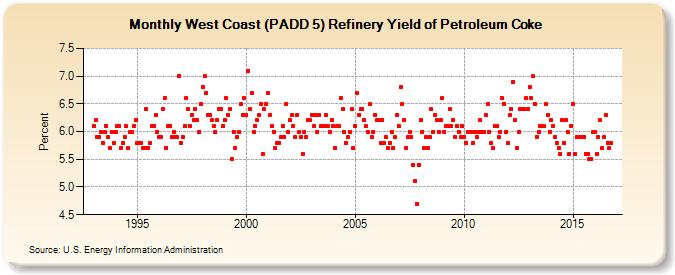 Monthly West Coast (PADD 5) Refinery Yield of Petroleum Coke
Percent
7.5
7.0
6.5
6.0
5.5
5.0
4.5
1995 2000 2005 2010 2015
Source: U.S. Energy Information Administration